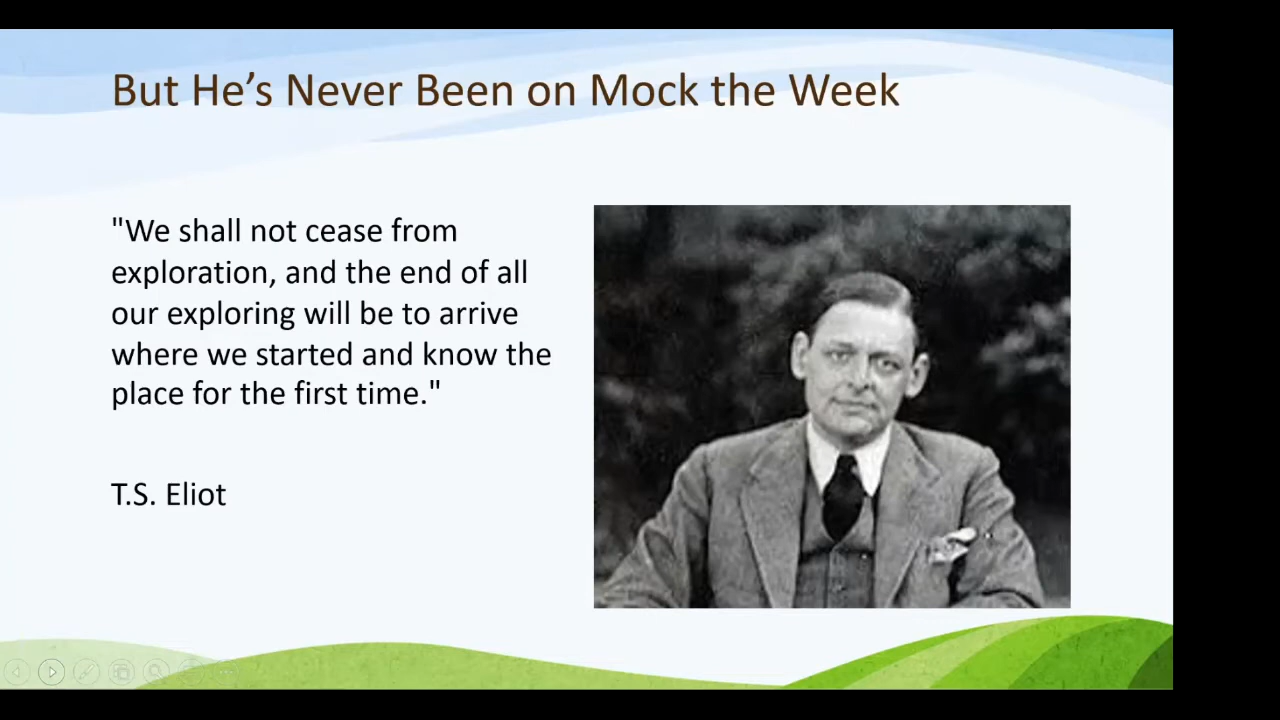 But He’s Never Been on Mock the Week
"We shall not cease from
exploration, and the end of all
our exploring will be to arrive
where we started and know the
place for the first time."
T.S. Eliot